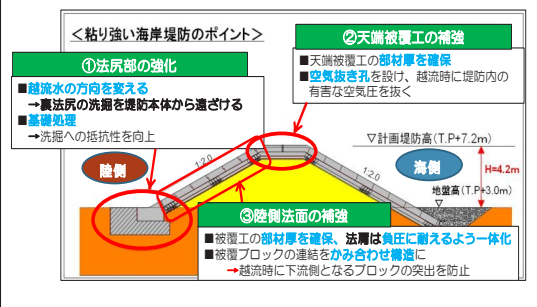 ＜粘り強い海岸堤防のポイント＞
①法尻部の強化
■越流水の方向を変える
→裏法尻の洗掘を堤防本体から遠ざける
■基礎処理
→洗掘への抵抗性を向上
②天端被覆工の補強
■天端被覆工の部材厚を確保
■空気抜き孔を設け、越流時に堤防内の
有害な空気圧を抜く
▽計画堤防高(T.P+7.2m)
陸側
1:2.0
1:2.0
海側
H=4.2m
地盤高(T.P+3.0m)
▽
③陸側法面の補強
■被覆工の部材厚を確保、法肩は負圧に耐えるよう一体化
■被覆ブロックの連結をかみ合わせ構造に
→越流時に下流側となるブロックの突出を防止